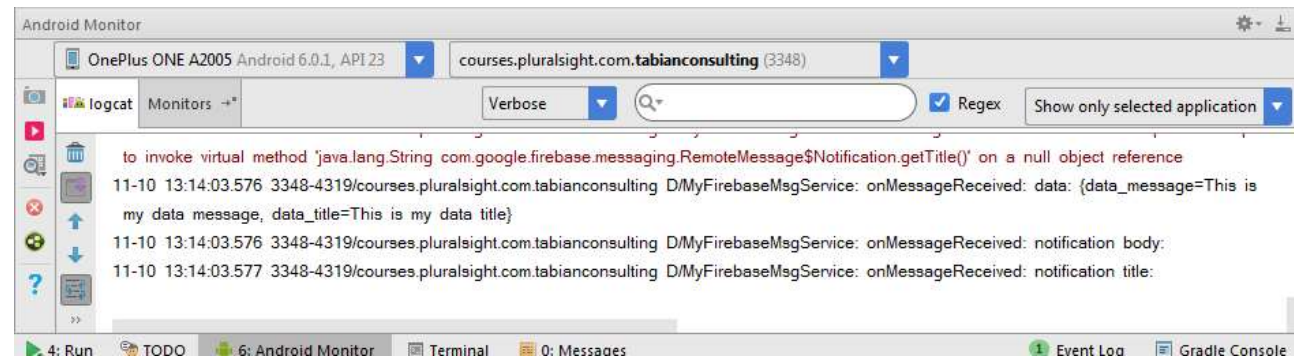 Android Monitor
OnePlus ONE A2005 Android 6.0.1, API 23 courses.pluralsight.com.tabianconsulting (3348)
logcat Monitors Verbose Regex Show only selected application
to invoke virtual method 'java.lang.String com.google.firebase.messaging.RemoteMessage$Notification.getTitle()' on a null object reference
11-10 13:14:03.576 3348-4319/courses.pluralsight.com.tabianconsulting D/MyFirebaseMsgService: onMessageReceived: data: {data_message=This is
my data message, data_title=This is my data title}
11-10 13:14:03.576 3348-4319/courses.pluralsight.com.tabianconsulting D/MyFirebaseMsgService: onMessageReceived: notification body:
11-10 13:14:03.577 3348-4319/courses.pluralsight.com.tabianconsulting D/MyFirebaseMsgService: onMessageReceived: notification title:
4: Run TODO 6: Android Monitor Terminal 0: Messages 1 Event Log Gradle Console